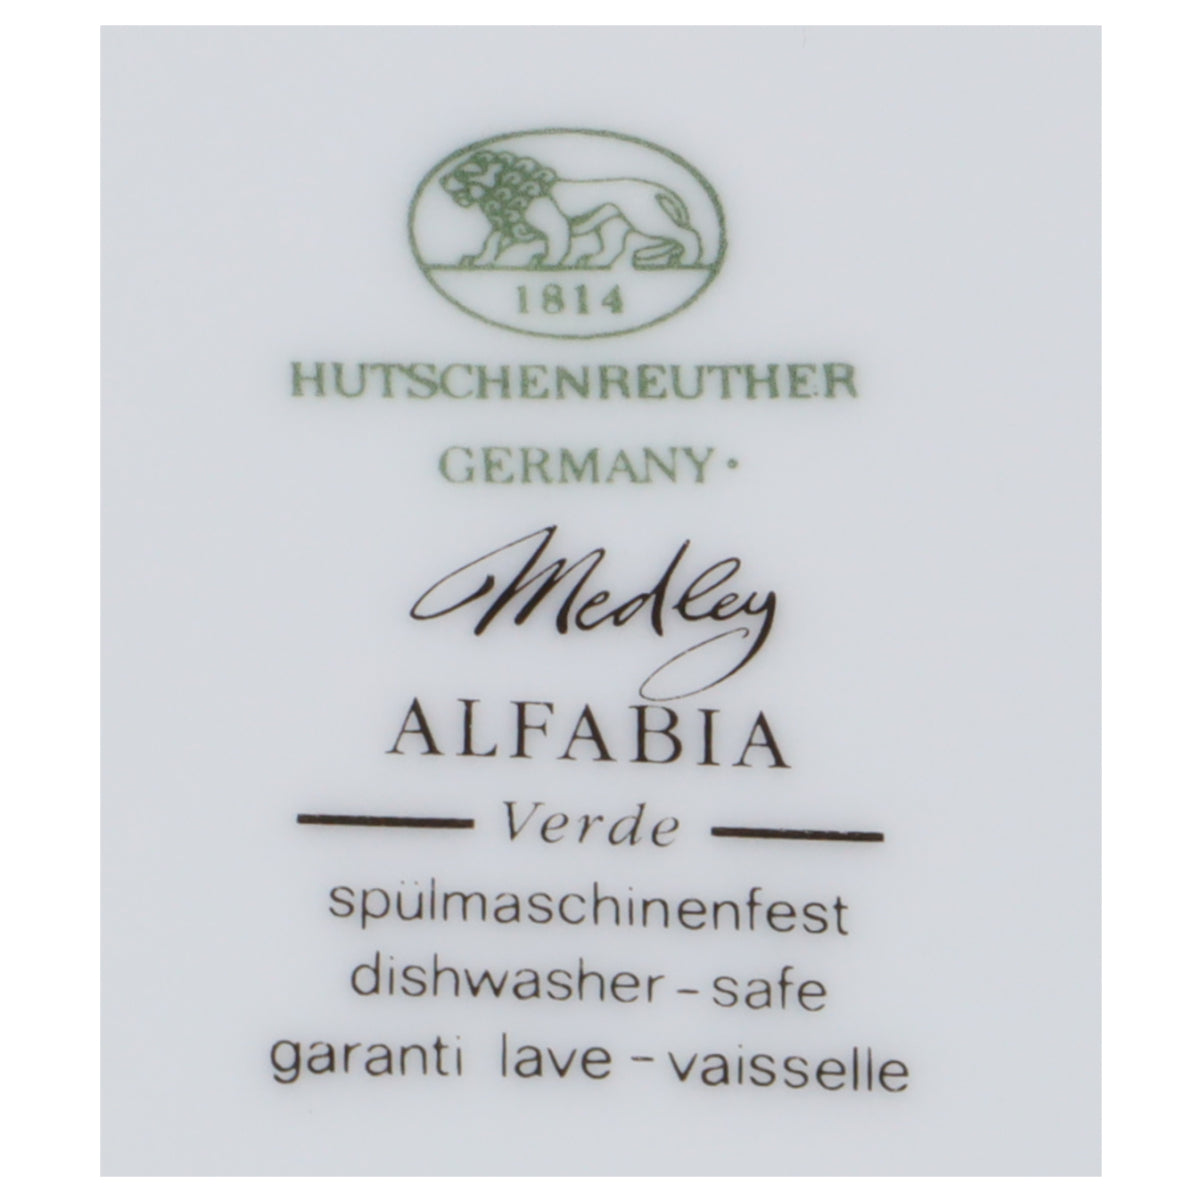 1814
HUTSCHENREUTHER
GERMANY·
Medley
ALFABIA
Verde
spülmaschinenfest
dishwasher-safe
garanti lave-vaisselle